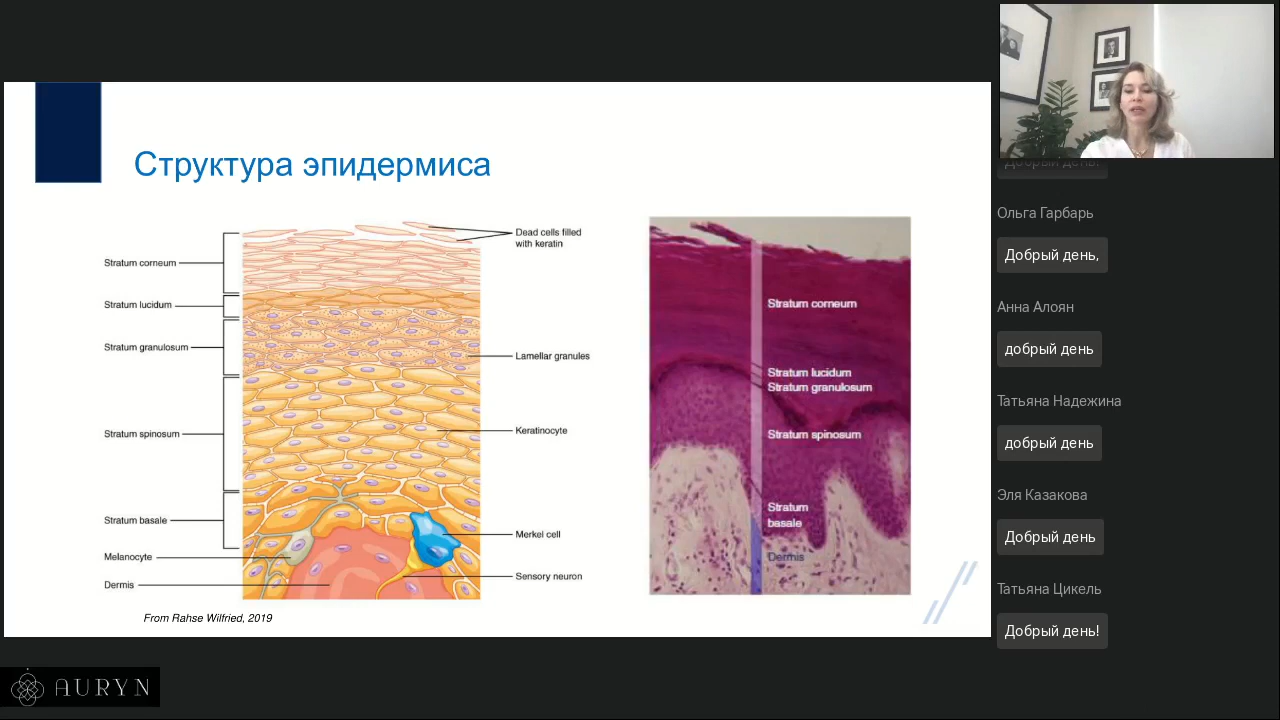 Структура эпидермиса
Dead cells filled
with keratin
Stratum corneum
Stratum lucidum
Stratum granulosum
Lamellar granules
Stratum spinosum
Keratinocyte
Stratum basale
Merkel cell
Melanocyte
Sensory neuron
Dermis
From Rahse Wilfried, 2019
Stratum corneum
Stratum lucidum
Stratum granulosum
Stratum spinosum
Stratum
basale
Dermis
Добрый день!
Ольга Гарбарь
Добрый день,
Анна Алоян
добрый день
Татьяна Надежина
добрый день
Эля Казакова
Добрый день
Татьяна Цикель
Добрый день!
AURYN